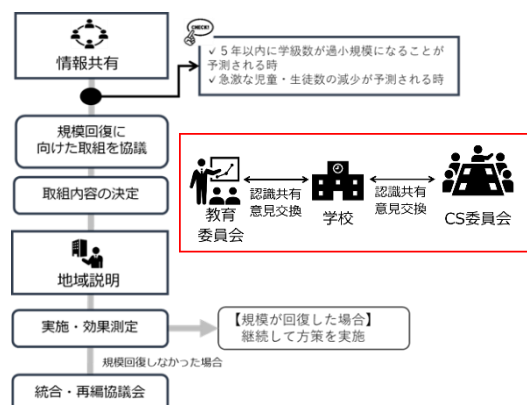 CHECK!
情報共有
✓５年以内に学級数が過小規模になることが
予測される時
✓急激な児童・生徒数の減少が予測される時
規模回復に
向けた取組を協議
取組内容の決定
認識共有
意見交換
認識共有
意見交換
教育
委員会
学校
CS委員会
地域説明
実施・効果測定
【規模が回復した場合】
継続して方策を実施
規模回復しなかった場合
統合・再編協議会